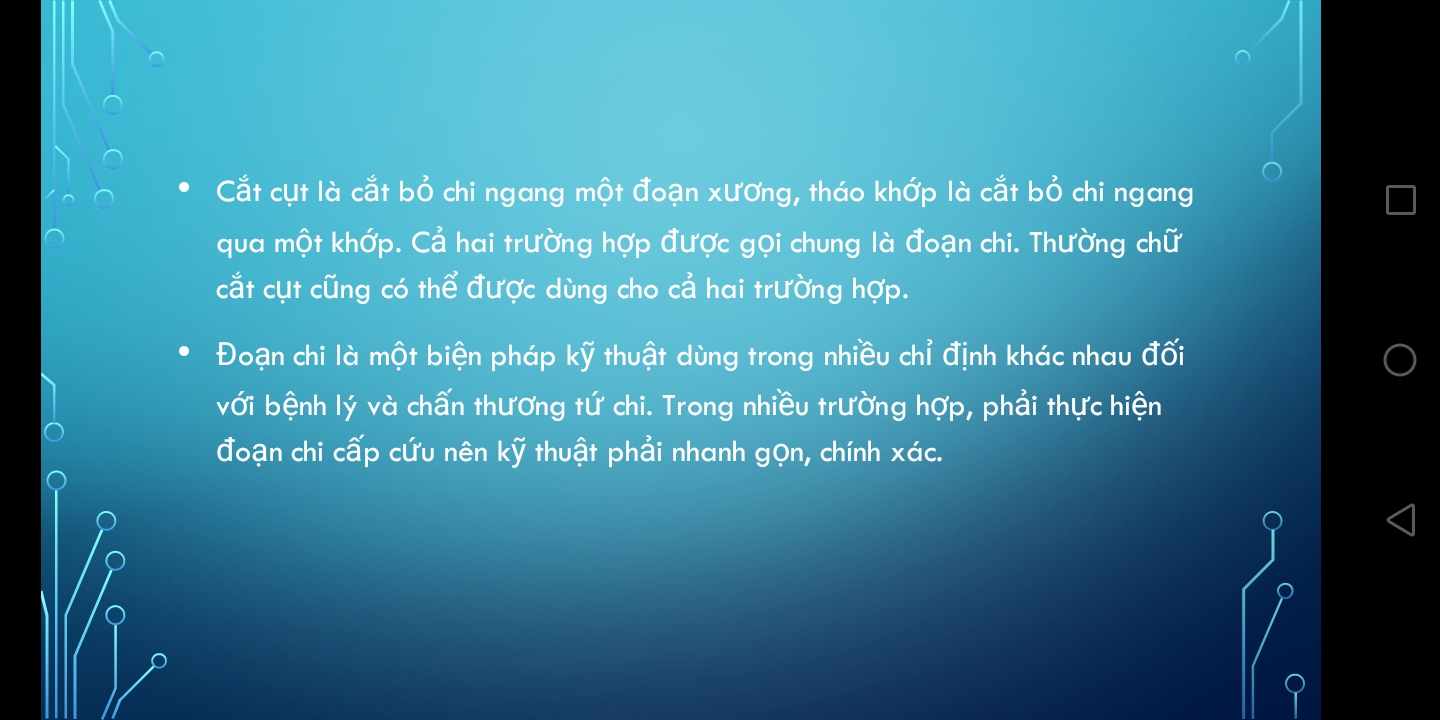 • Cắt cụt là cắt bỏ chi ngang một đoạn xương, tháo khớp là cắt bỏ chi ngang
qua một khớp. Cả hai trường hợp được gọi chung là đoạn chi. Thường chữ
cắt cụt cũng có thể được dùng cho cả hai trường hợp.
• Đoạn chi là một biện pháp kỹ thuật dùng trong nhiều chỉ định khác nhau đối
với bệnh lý và chấn thương tứ chi. Trong nhiều trường hợp, phải thực hiện
đoạn chi cấp cứu nên kỹ thuật phải nhanh gọn, chính xác.